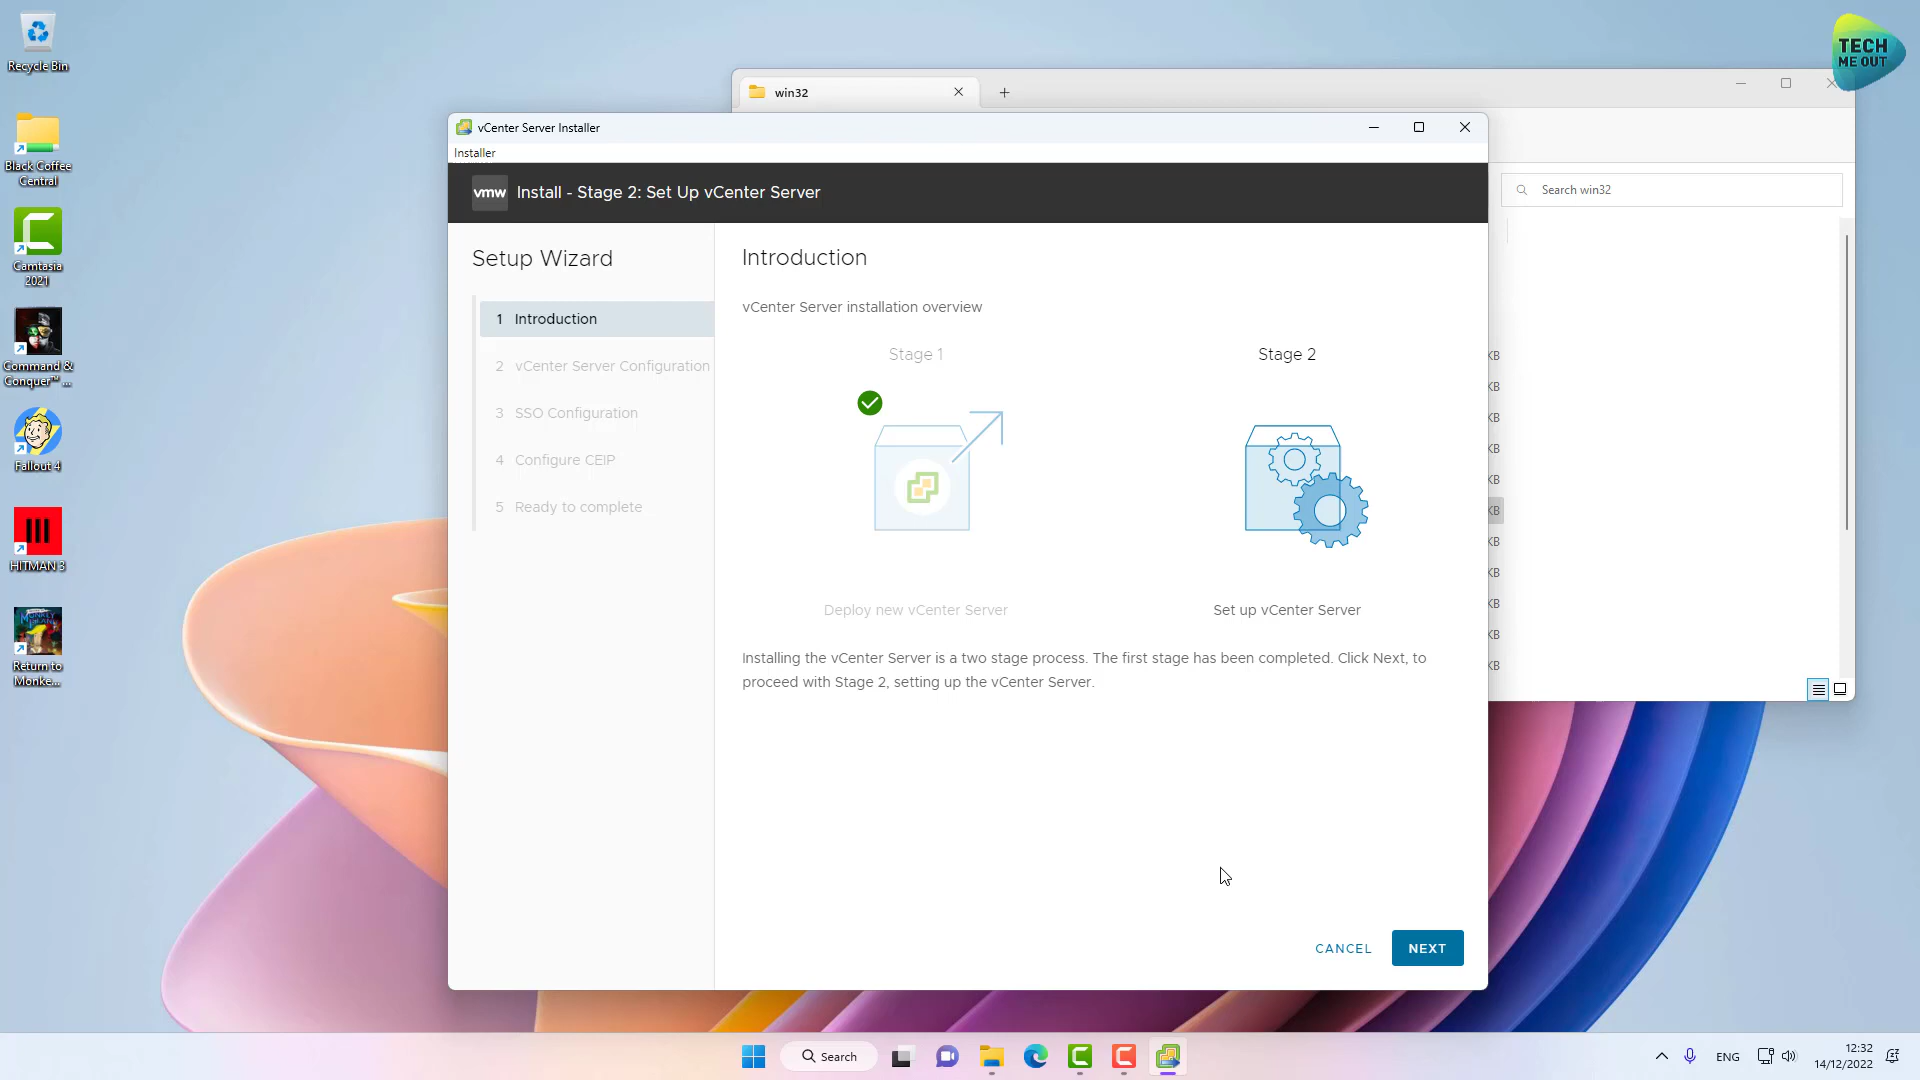 Recycle Bin
Black Coffee
Central
Camtasia
2021
Command &
Conquer™ ...
Fallout 4
HITMAN 3
Return to
Monke...
TECH
ME OUT
win32
Search win32
KB
KB
KB
KB
KB
KB
KB
KB
KB
KB
KB
vCenter Server Installer
Installer
vmw
Install - Stage 2: Set Up vCenter Server
Setup Wizard
1 Introduction
2 vCenter Server Configuration
3 SSO Configuration
4 Configure CEIP
5 Ready to complete
Introduction
vCenter Server installation overview
Stage 1
Stage 2
Deploy new vCenter Server
Set up vCenter Server
Installing the vCenter Server is a two stage process. The first stage has been completed. Click Next, to
proceed with Stage 2, setting up the vCenter Server.
CANCEL
NEXT
Search
ENG
12:32
14/12/2022